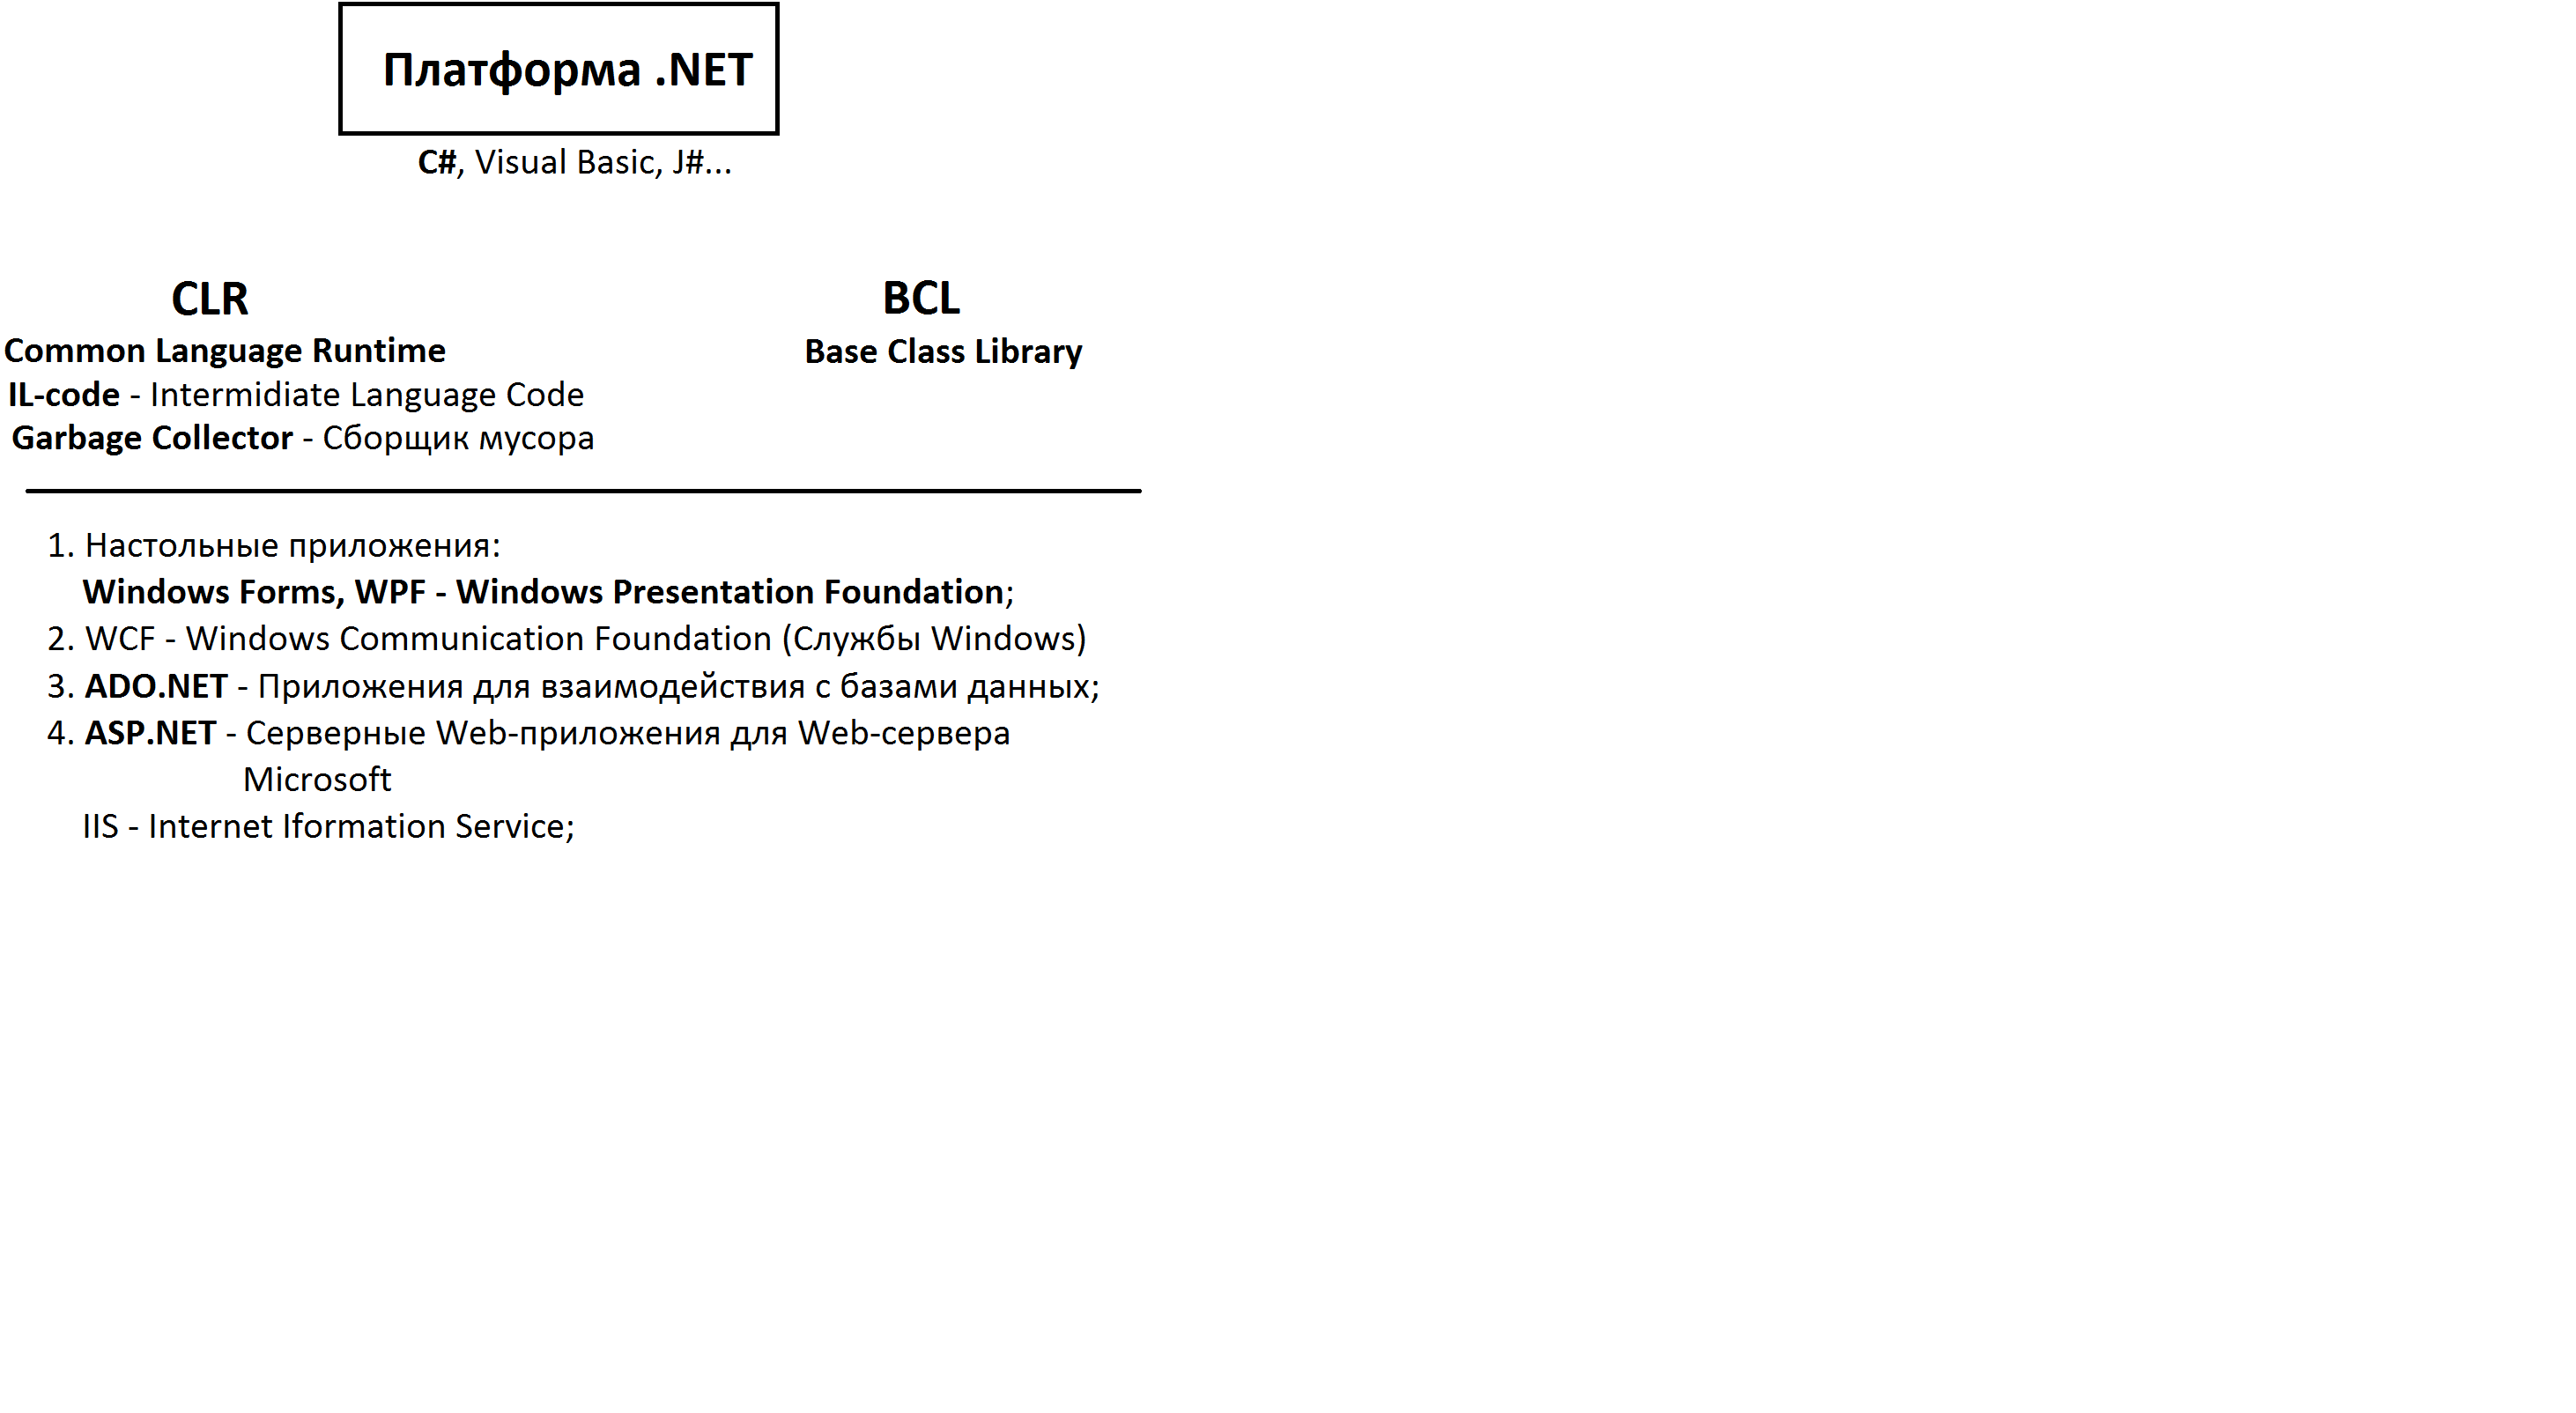 Платформа .NET
C#, Visual Basic, J#...
CLR
Common Language Runtime
IL-code - Intermidiate Language Code
Garbage Collector - Сборщик мусора
BCL
Base Class Library
1. Настольные приложения:
Windows Forms, WPF - Windows Presentation Foundation;
2. WCF - Windows Communication Foundation (Службы Windows)
3. ADO.NET - Приложения для взаимодействия с базами данных;
4. ASP.NET - Серверные Web-приложения для Web-сервера
Microsoft
IIS - Internet Iformation Service;